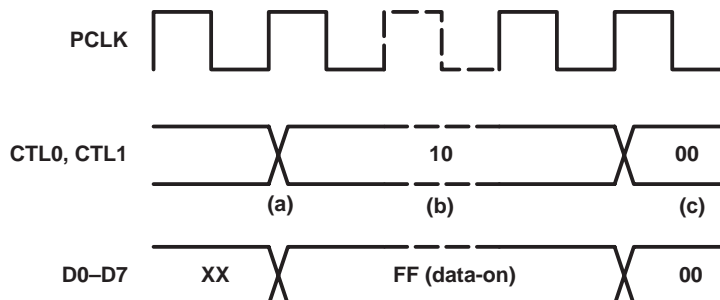 PCLK
CTL0, CTL1 10 00
(a) (b) (c)
D0–D7 XX FF (data-on) 00